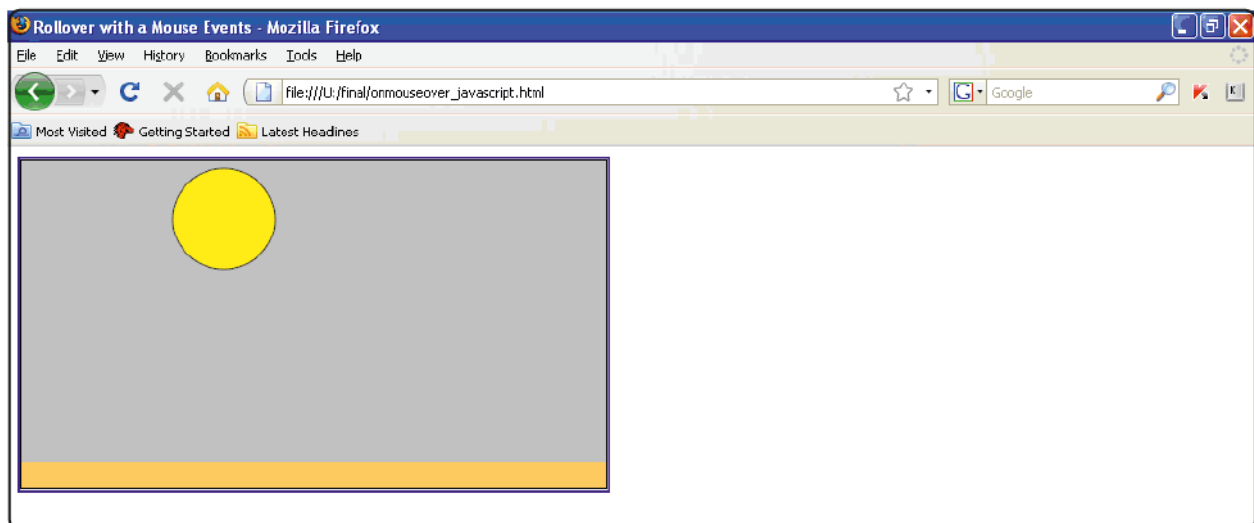 Rollover with a Mouse Events - Mozilla Firefox
File Edit View History Bookmarks Tools Help
file:///U:/final/onmouseover_javascript.html
G Google K
Most Visited Getting Started Latest Headlines